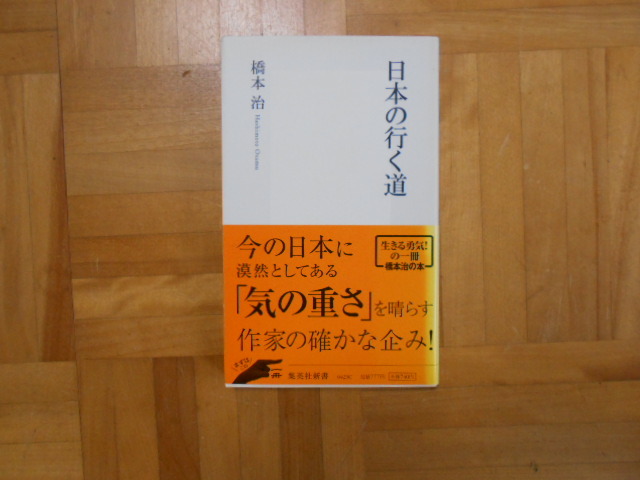 日本の行く道
橋本 治
Hashimoto Osamu
今の日本に
漠然としてある
「気の重さ」を晴らす
作家の確かな企み!
生きる勇気!
の一冊
橋本治の本
集英社新書